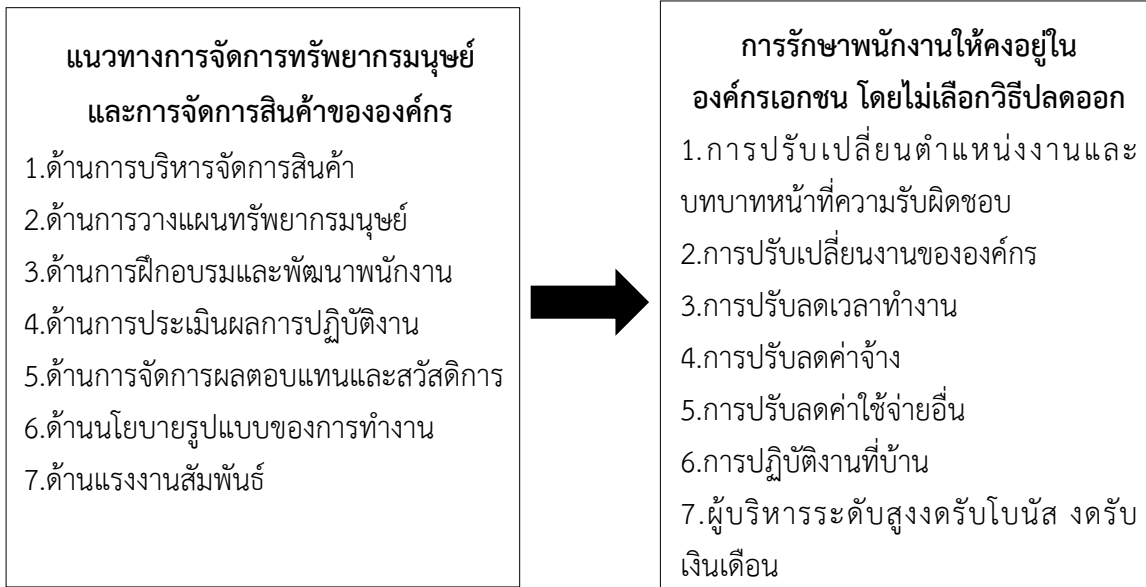 แนวทางการจัดการทรัพยากรมนุษย์
และการจัดการสินค้าขององค์กร
1.ด้านการบริหารจัดการสินค้า
2.ด้านการวางแผนทรัพยากรมนุษย์
3.ด้านการฝึกอบรมและพัฒนาพนักงาน
4.ด้านการประเมินผลการปฏิบัติงาน
5.ด้านการจัดการผลตอบแทนและสวัสดิการ
6.ด้านนโยบายรูปแบบของการทำงาน
7.ด้านแรงงานสัมพันธ์
การรักษาพนักงานให้คงอยู่ใน
องค์กรเอกชน โดยไม่เลือกวิธีปลดออก
1.การปรับเปลี่ยนตำแหน่งงานและ
บทบาทหน้าที่ความรับผิดชอบ
2.การปรับเปลี่ยนงานขององค์กร
3.การปรับลดเวลาทำงาน
4.การปรับลดค่าจ้าง
5.การปรับลดค่าใช้จ่ายอื่น
6.การปฏิบัติงานที่บ้าน
7.ผู้บริหารระดับสูงงดรับโบนัส งดรับ
เงินเดือน